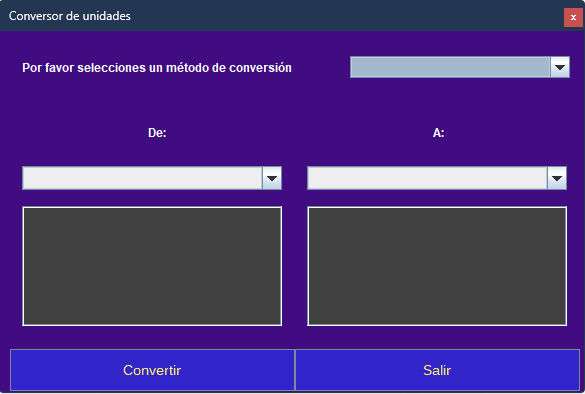 Conversor de unidades
x
Por favor selecciones un método de conversión
De:
A:
Convertir
Salir